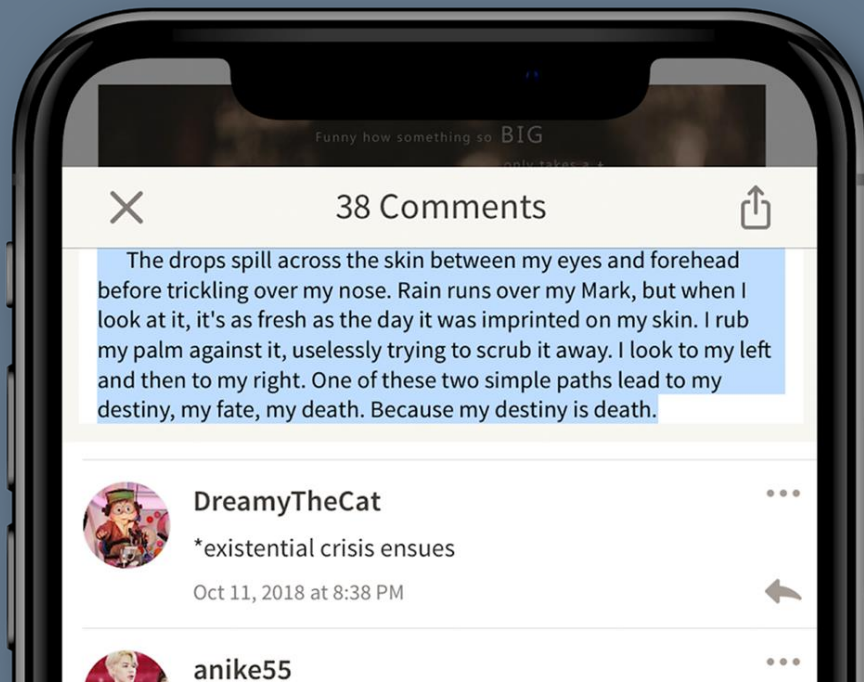 Funny how something so BIG
only takes a
38 Comments
The drops spill across the skin between my eyes and forehead
before trickling over my nose. Rain runs over my Mark, but when I
look at it, it's as fresh as the day it was imprinted on my skin. I rub
my palm against it, uselessly trying to scrub it away. I look to my left
and then to my right. One of these two simple paths lead to my
destiny, my fate, my death. Because my destiny is death.
DreamyTheCat
*existential crisis ensues
Oct 11, 2018 at 8:38 PM
anike55